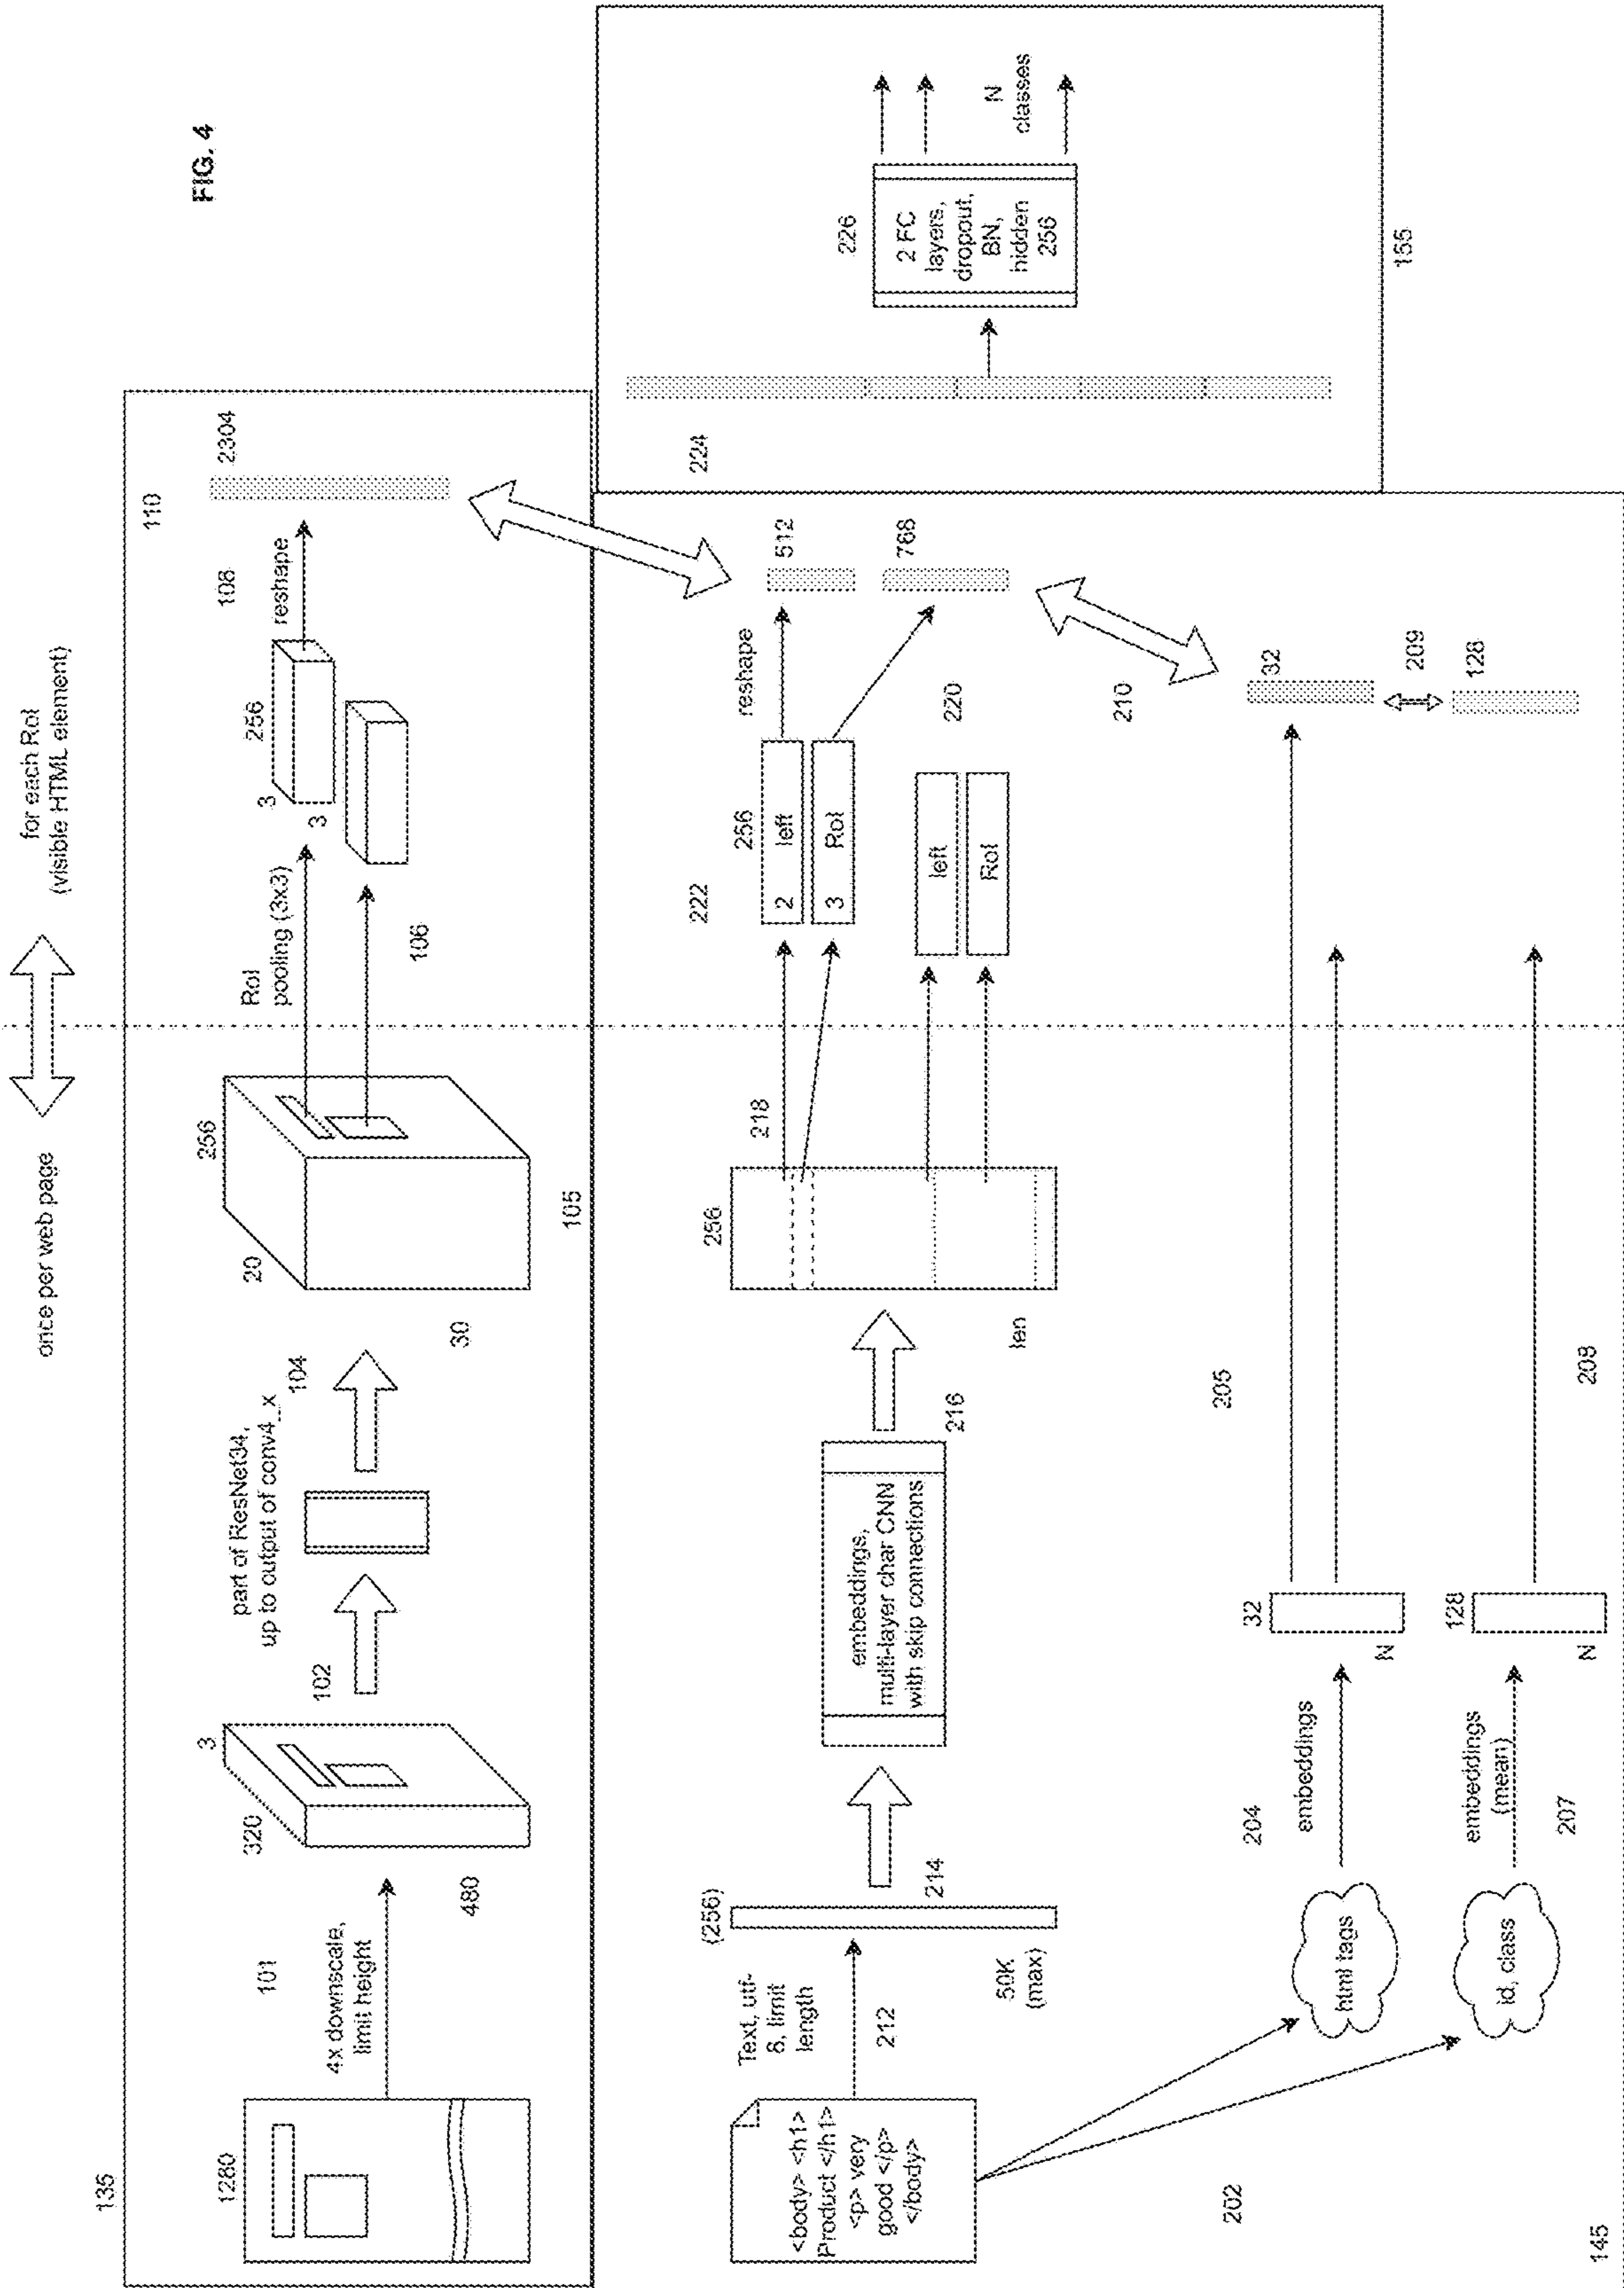 FIG. 4
once per web page
for each RoI
(visible HTML element)
135
1280
101
4x downscale,
limit height
320
3
480
102
part of ResNet34,
up to output of conv4_x
104
20
256
30
105
RoI
pooling (3x3)
106
3
3
256
108
reshape
110
2304
<body> <h1>
Product </h1>
<p> very
good </p>
</body>
Text, utf-
8, limit
length
212
(256)
50K
(max)
214
embeddings,
multi-layer char CNN
with skip connections
216
256
len
218
222
256
2 left
3 RoI
left
RoI
220
reshape
512
768
210
202
html tags
id, class
204
embeddings
embeddings
(mean)
207
32
N
128
N
205
208
32
209
128
145
224
226
2 FC
layers,
dropout,
BN,
hidden
256
N
classes
155